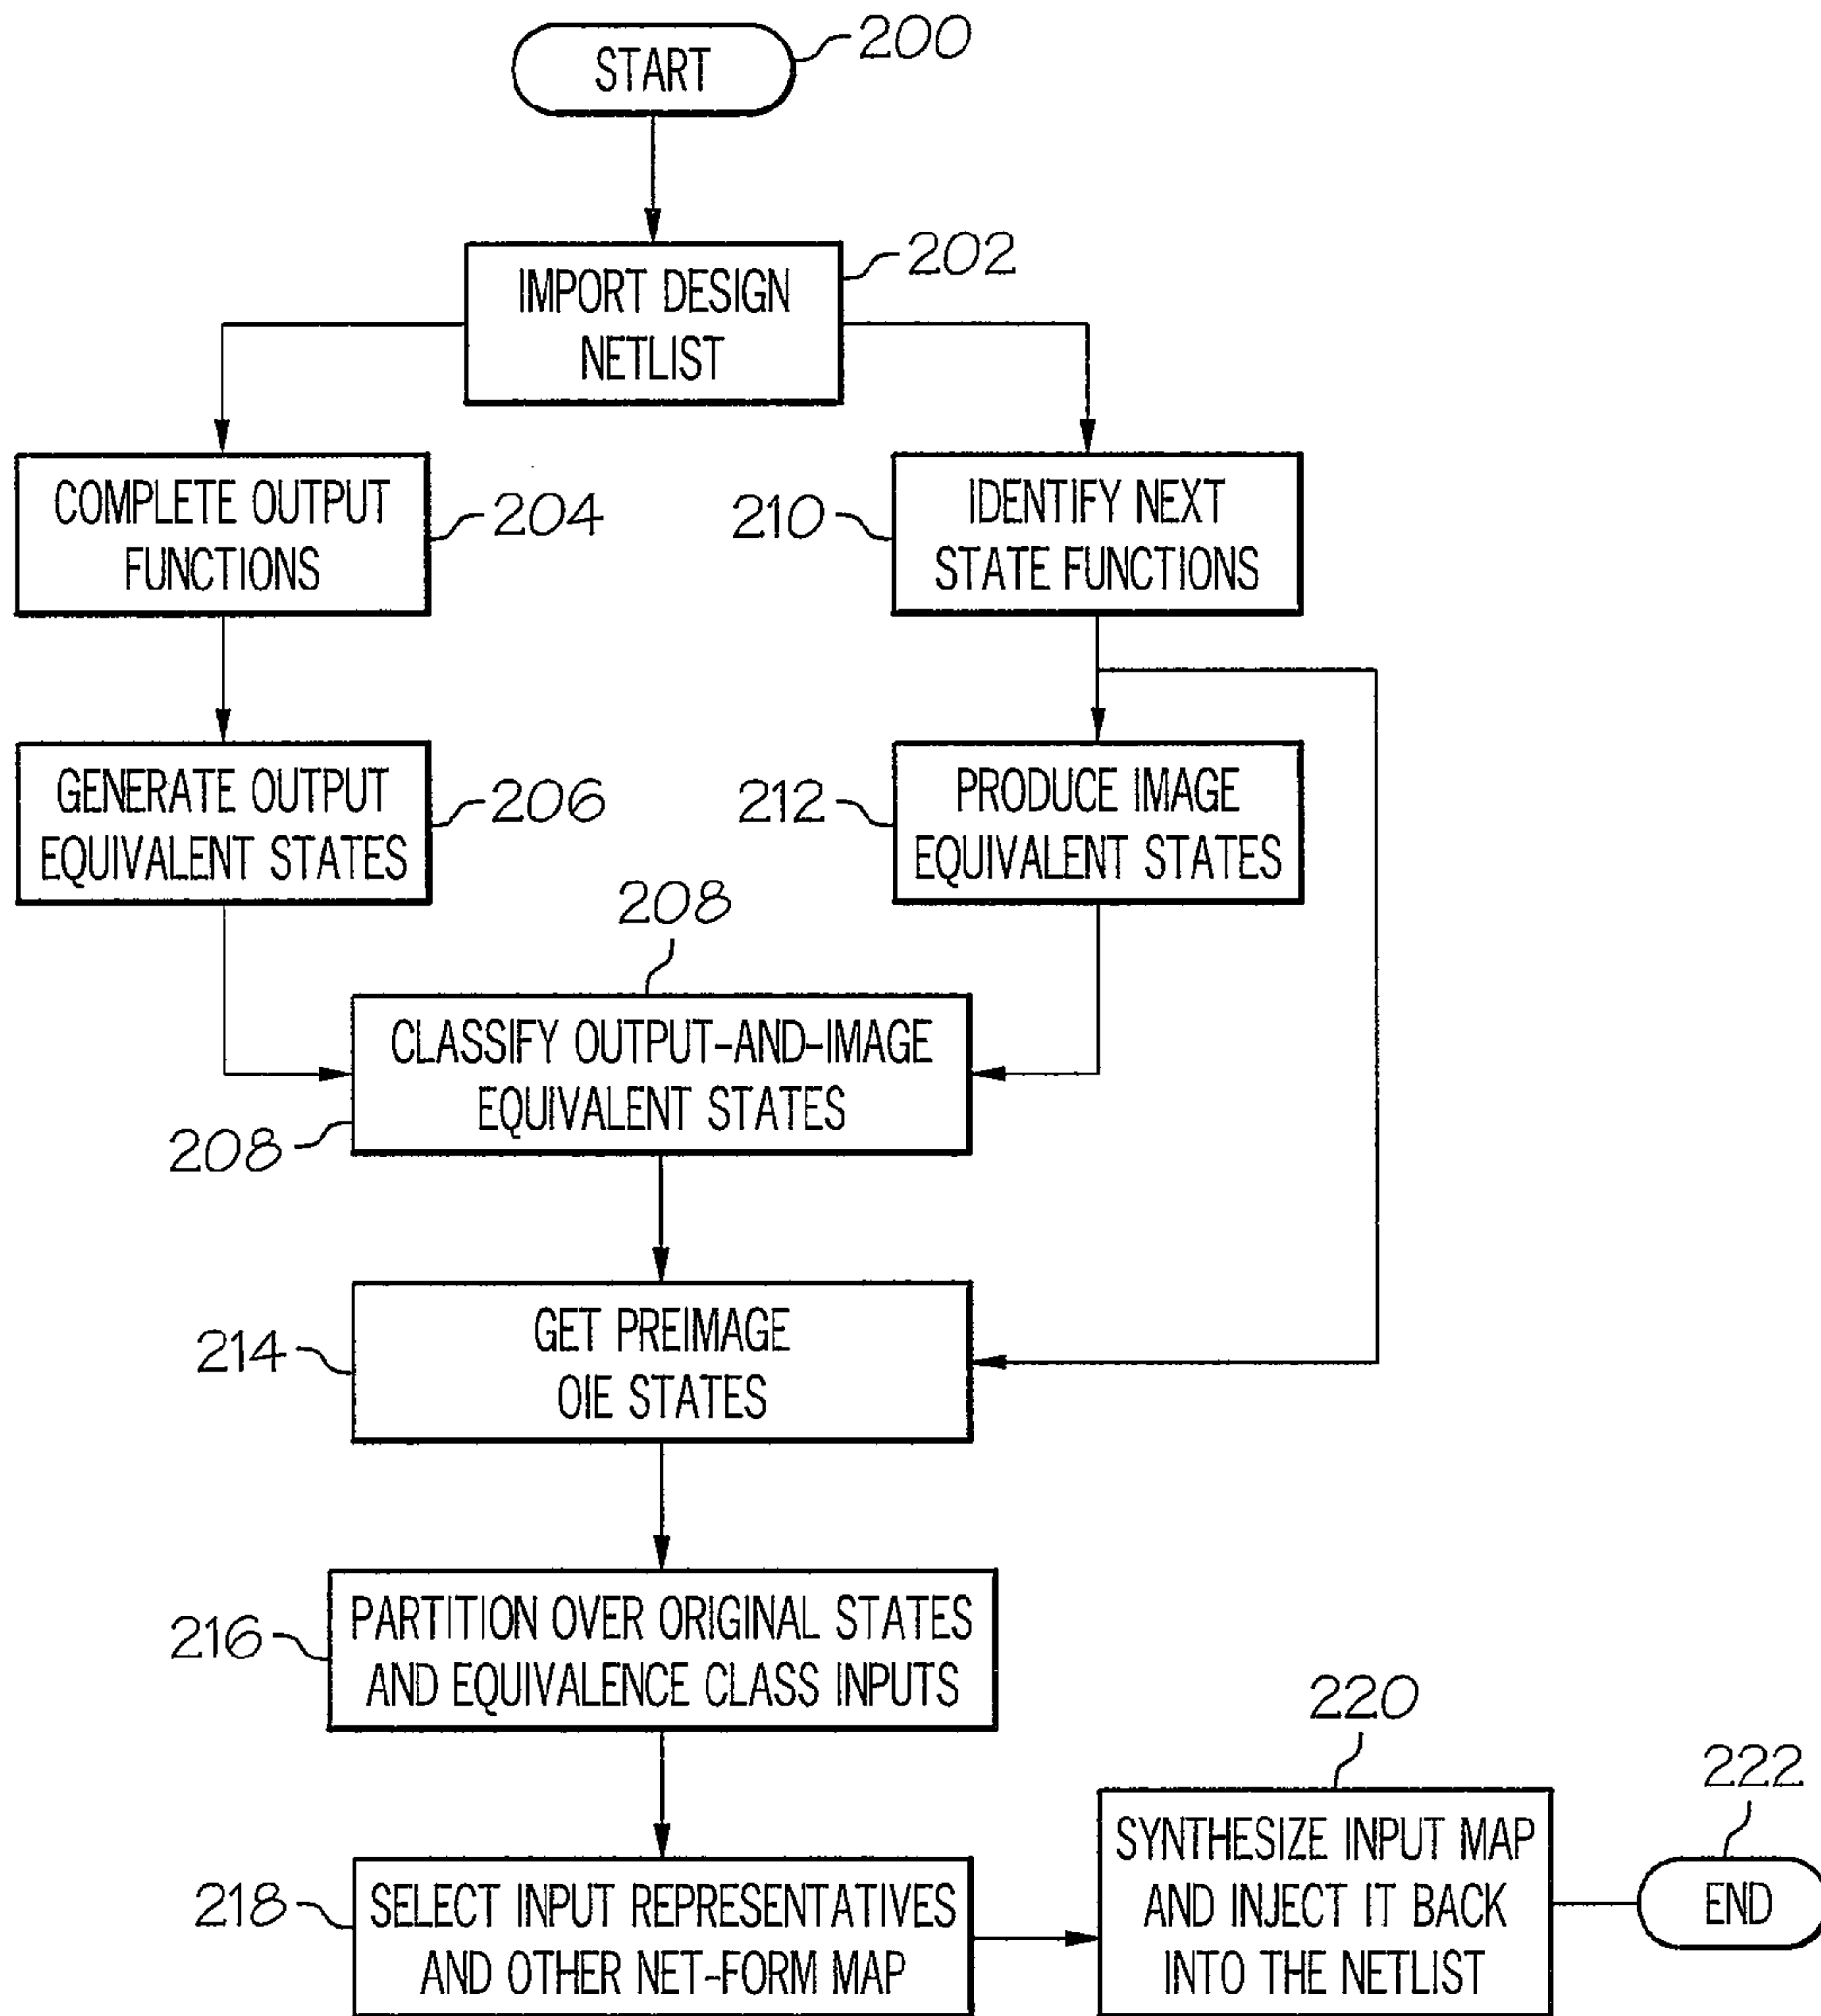 START
200
IMPORT DESIGN
NETLIST
202
COMPLETE OUTPUT
FUNCTIONS
204
210
IDENTIFY NEXT
STATE FUNCTIONS
GENERATE OUTPUT
EQUIVALENT STATES
206
212
PRODUCE IMAGE
EQUIVALENT STATES
208
CLASSIFY OUTPUT-AND-IMAGE
EQUIVALENT STATES
208
214
GET PREIMAGE
OIE STATES
216
PARTITION OVER ORIGINAL STATES
AND EQUIVALENCE CLASS INPUTS
218
SELECT INPUT REPRESENTATIVES
AND OTHER NET-FORM MAP
220
SYNTHESIZE INPUT MAP
AND INJECT IT BACK
INTO THE NETLIST
222
END